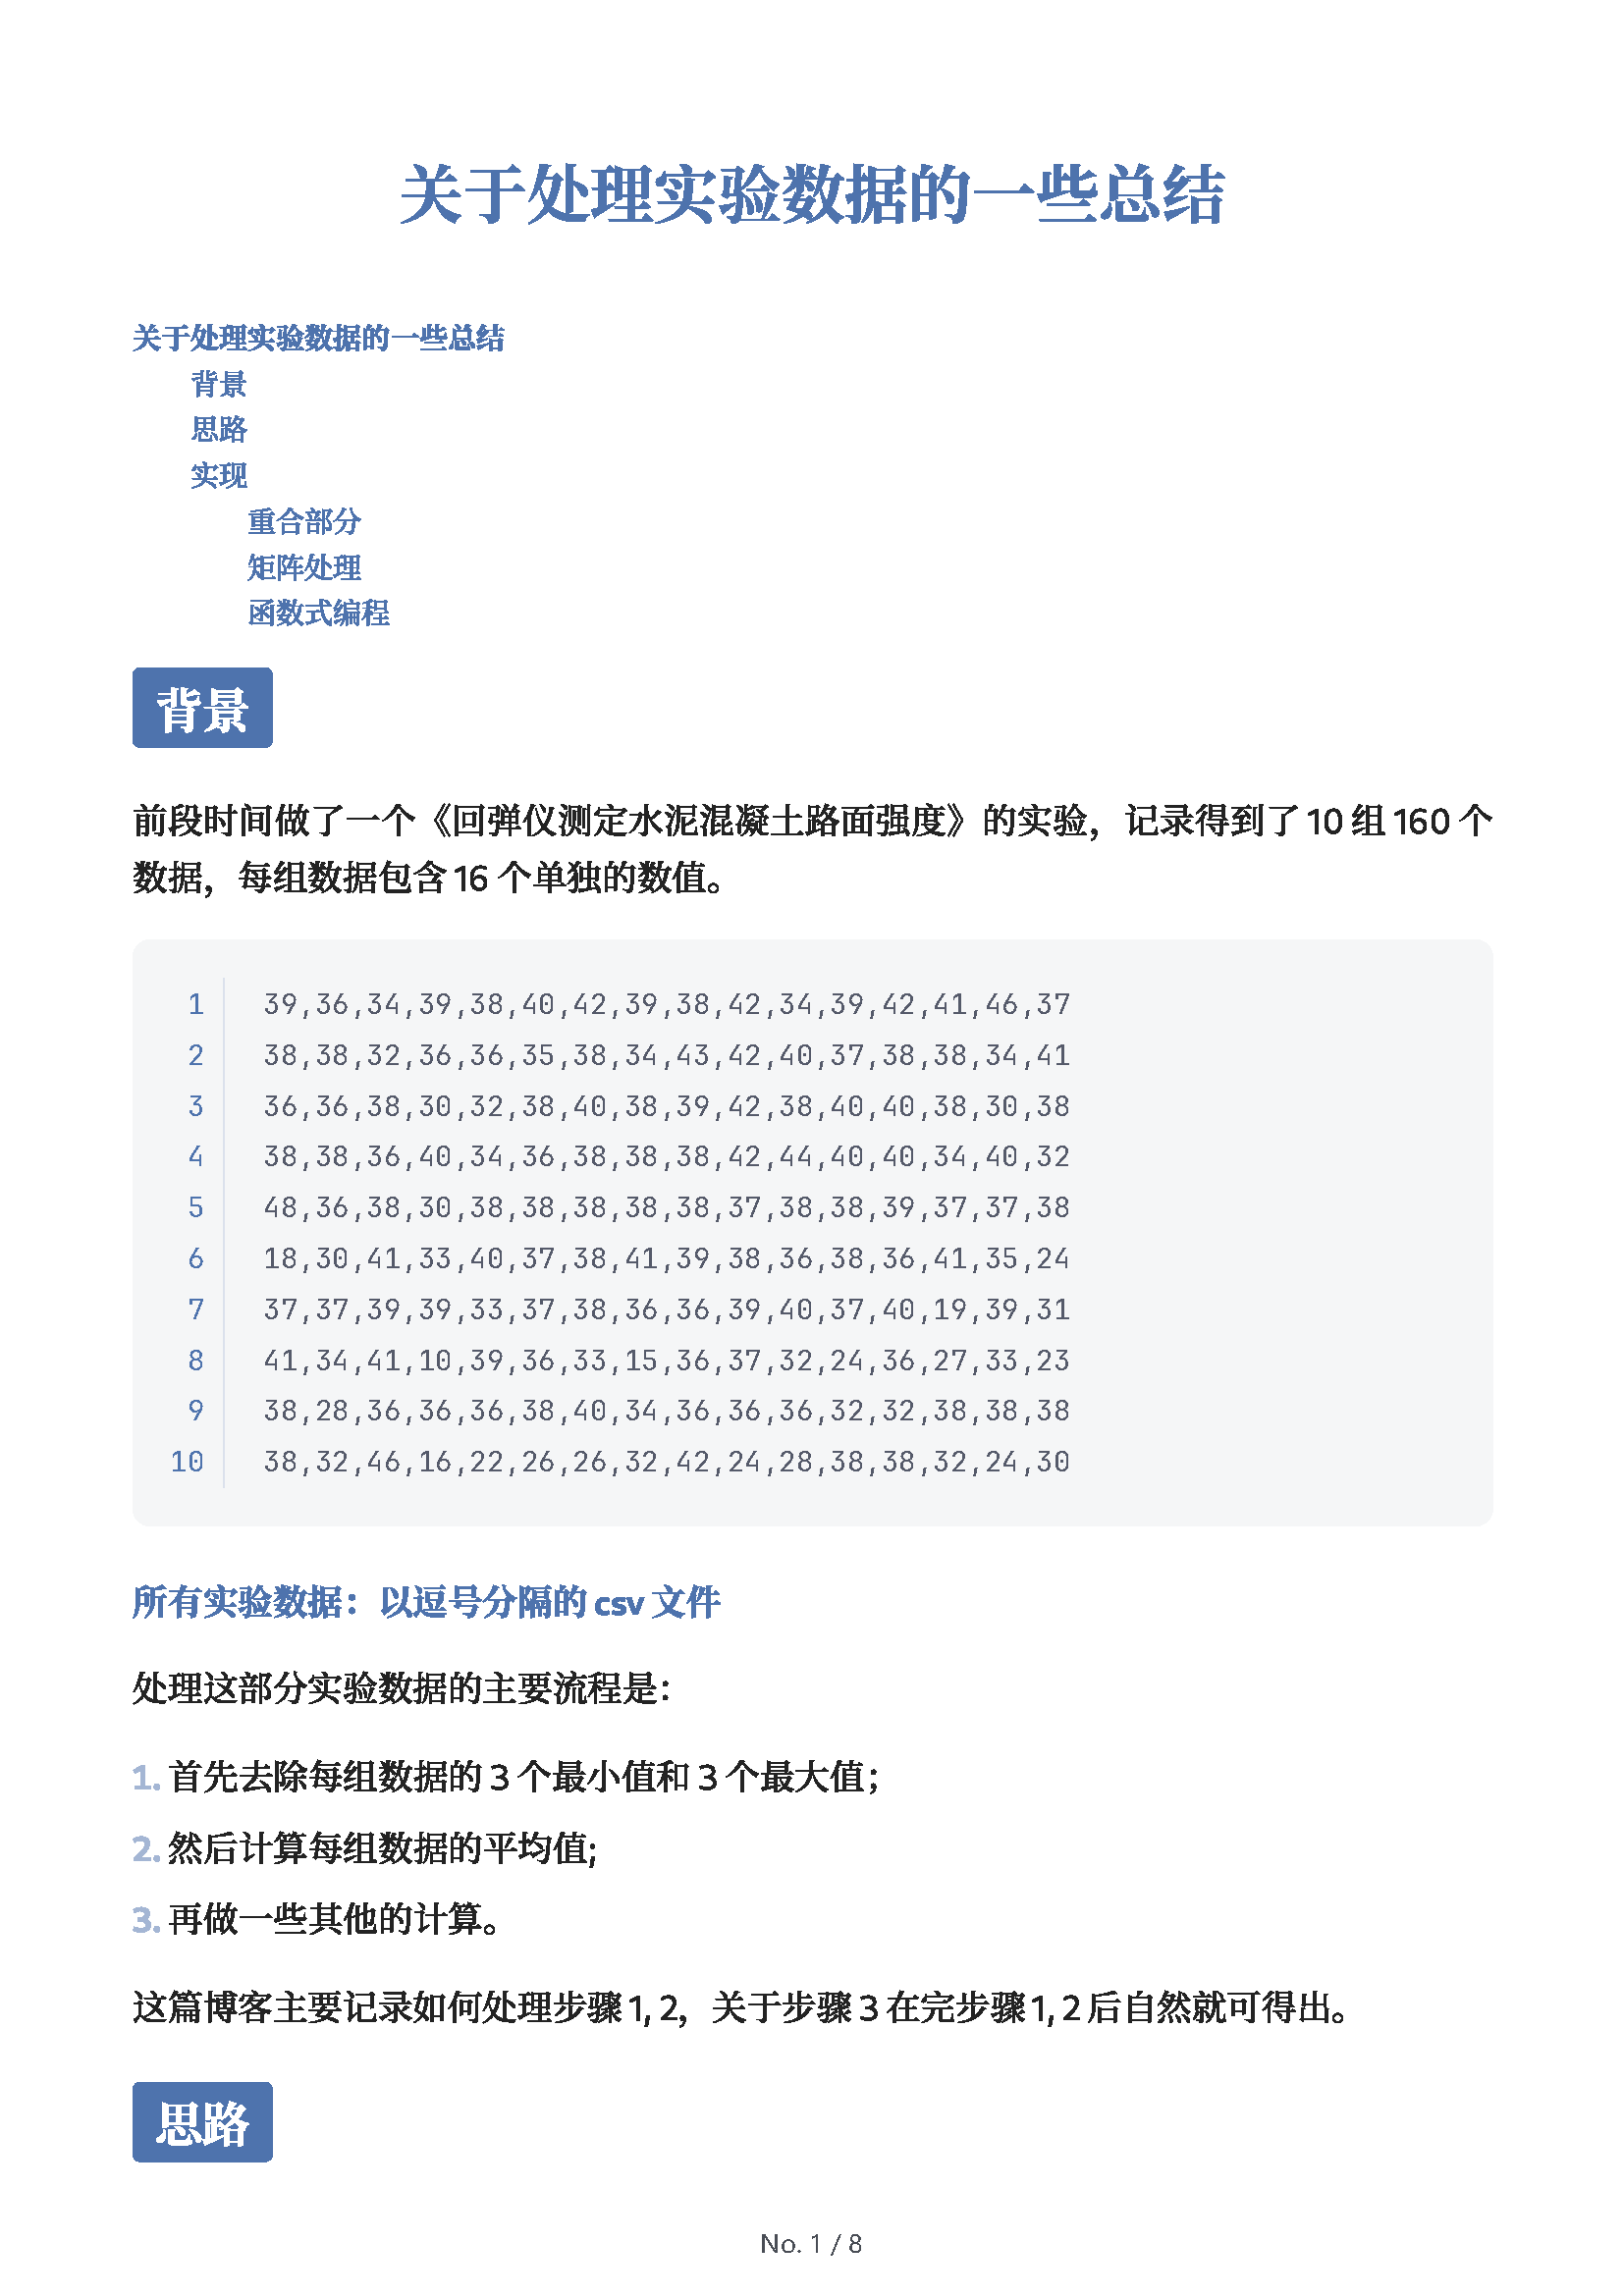 关于处理实验数据的一些总结
关于处理实验数据的一些总结
背景
思路
实现
重合部分
矩阵处理
函数式编程
背景
前段时间做了一个《回弹仪测定水泥混凝土路面强度》的实验，记录得到了 10 组 160 个
数据，每组数据包含 16 个单独的数值。
1 39,36,34,39,38,40,42,39,38,42,34,39,42,41,46,37
2 38,38,32,36,36,35,38,34,43,42,40,37,38,38,34,41
3 36,36,38,30,32,38,40,38,39,42,38,40,40,38,30,38
4 38,38,36,40,34,36,38,38,38,42,44,40,40,34,40,32
5 48,36,38,30,38,38,38,38,38,37,38,38,39,37,37,38
6 18,30,41,33,40,37,38,41,39,38,36,38,36,41,35,24
7 37,37,39,39,33,37,38,36,36,39,40,37,40,19,39,31
8 41,34,41,10,39,36,33,15,36,37,32,24,36,27,33,23
9 38,28,36,36,36,38,40,34,36,36,36,32,32,38,38,38
10 38,32,46,16,22,26,26,32,42,24,28,38,38,32,24,30
所有实验数据：以逗号分隔的 csv 文件
处理这部分实验数据的主要流程是：
1. 首先去除每组数据的 3 个最小值和 3 个最大值；
2. 然后计算每组数据的平均值;
3. 再做一些其他的计算。
这篇博客主要记录如何处理步骤 1, 2，关于步骤 3 在完步骤 1, 2 后自然就可得出。
思路
No. 1 / 8